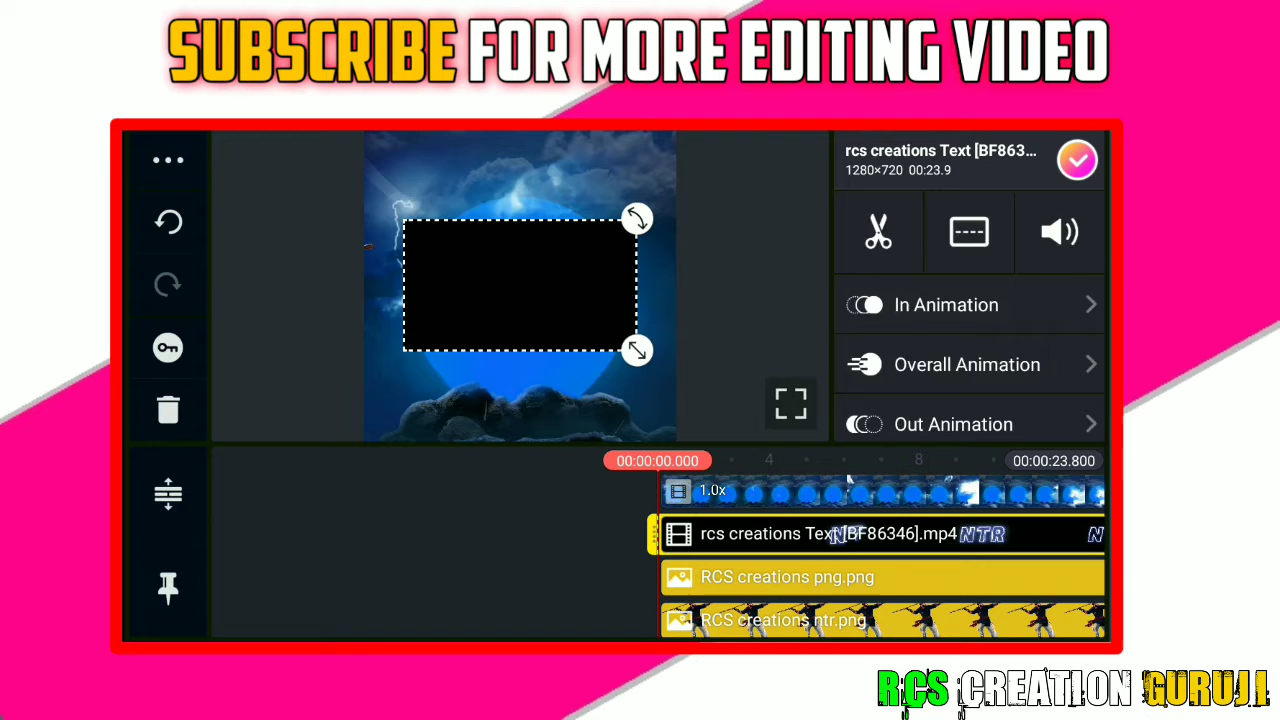 SUBSCRIBE FOR MORE EDITING VIDEO
rcs creations Text [BF863...
1280×720 00:23.9
In Animation
Overall Animation
Out Animation
00:00:00.000
4
8
00:00:23.800
1.0x
rcs creations Text [BF86346].mp4
NTR
N
RCS creations png.png
RCS creations ntr.png
RCS CREATION GURUJI